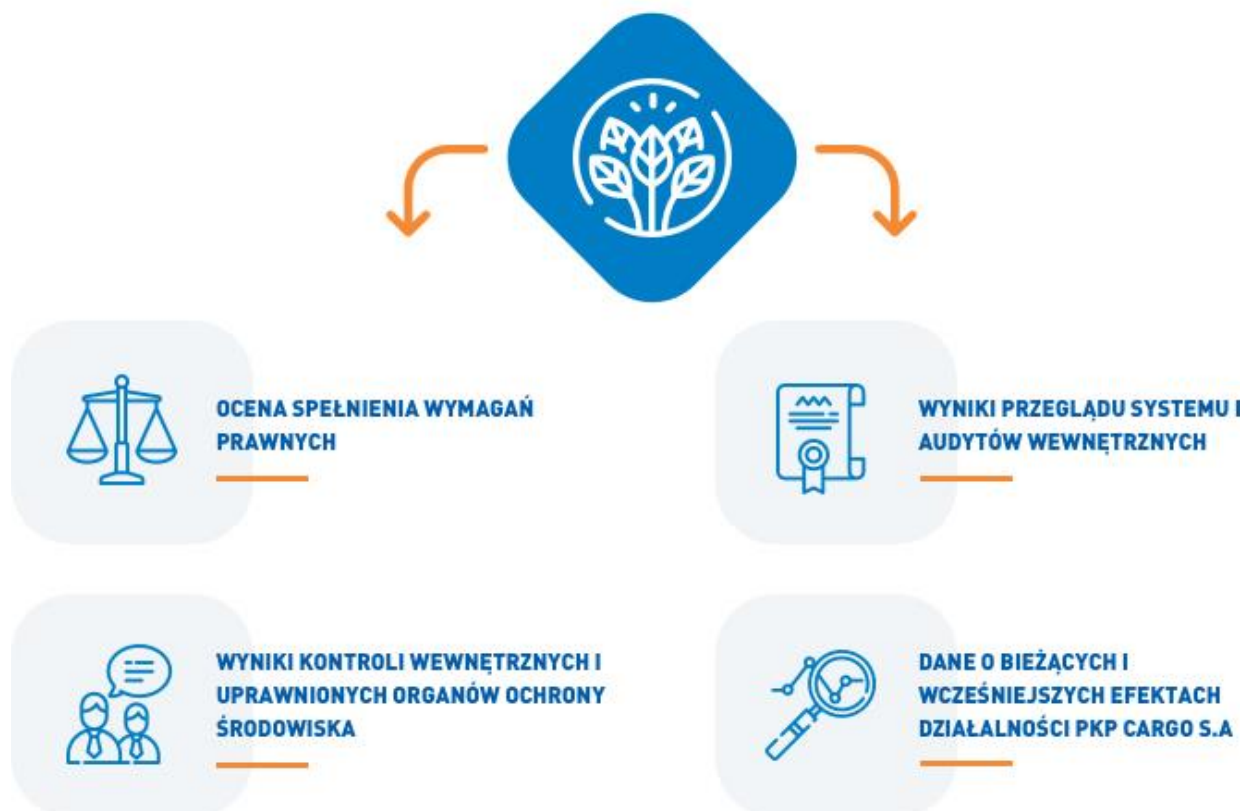 OCENA SPEŁNIENIA WYMAGAŃ
PRAWNYCH
WYNIKI PRZEGLĄDU SYSTEMU I
AUDYTÓW WEWNĘTRZNYCH
WYNIKI KONTROLI WEWNĘTRZNYCH I
UPRAWNIONYCH ORGANÓW OCHRONY
ŚRODOWISKA
DANE O BIEŻĄCYCH I
WCZEŚNIEJSZYCH EFEKTACH
DZIAŁALNOŚCI PKP CARGO S.A